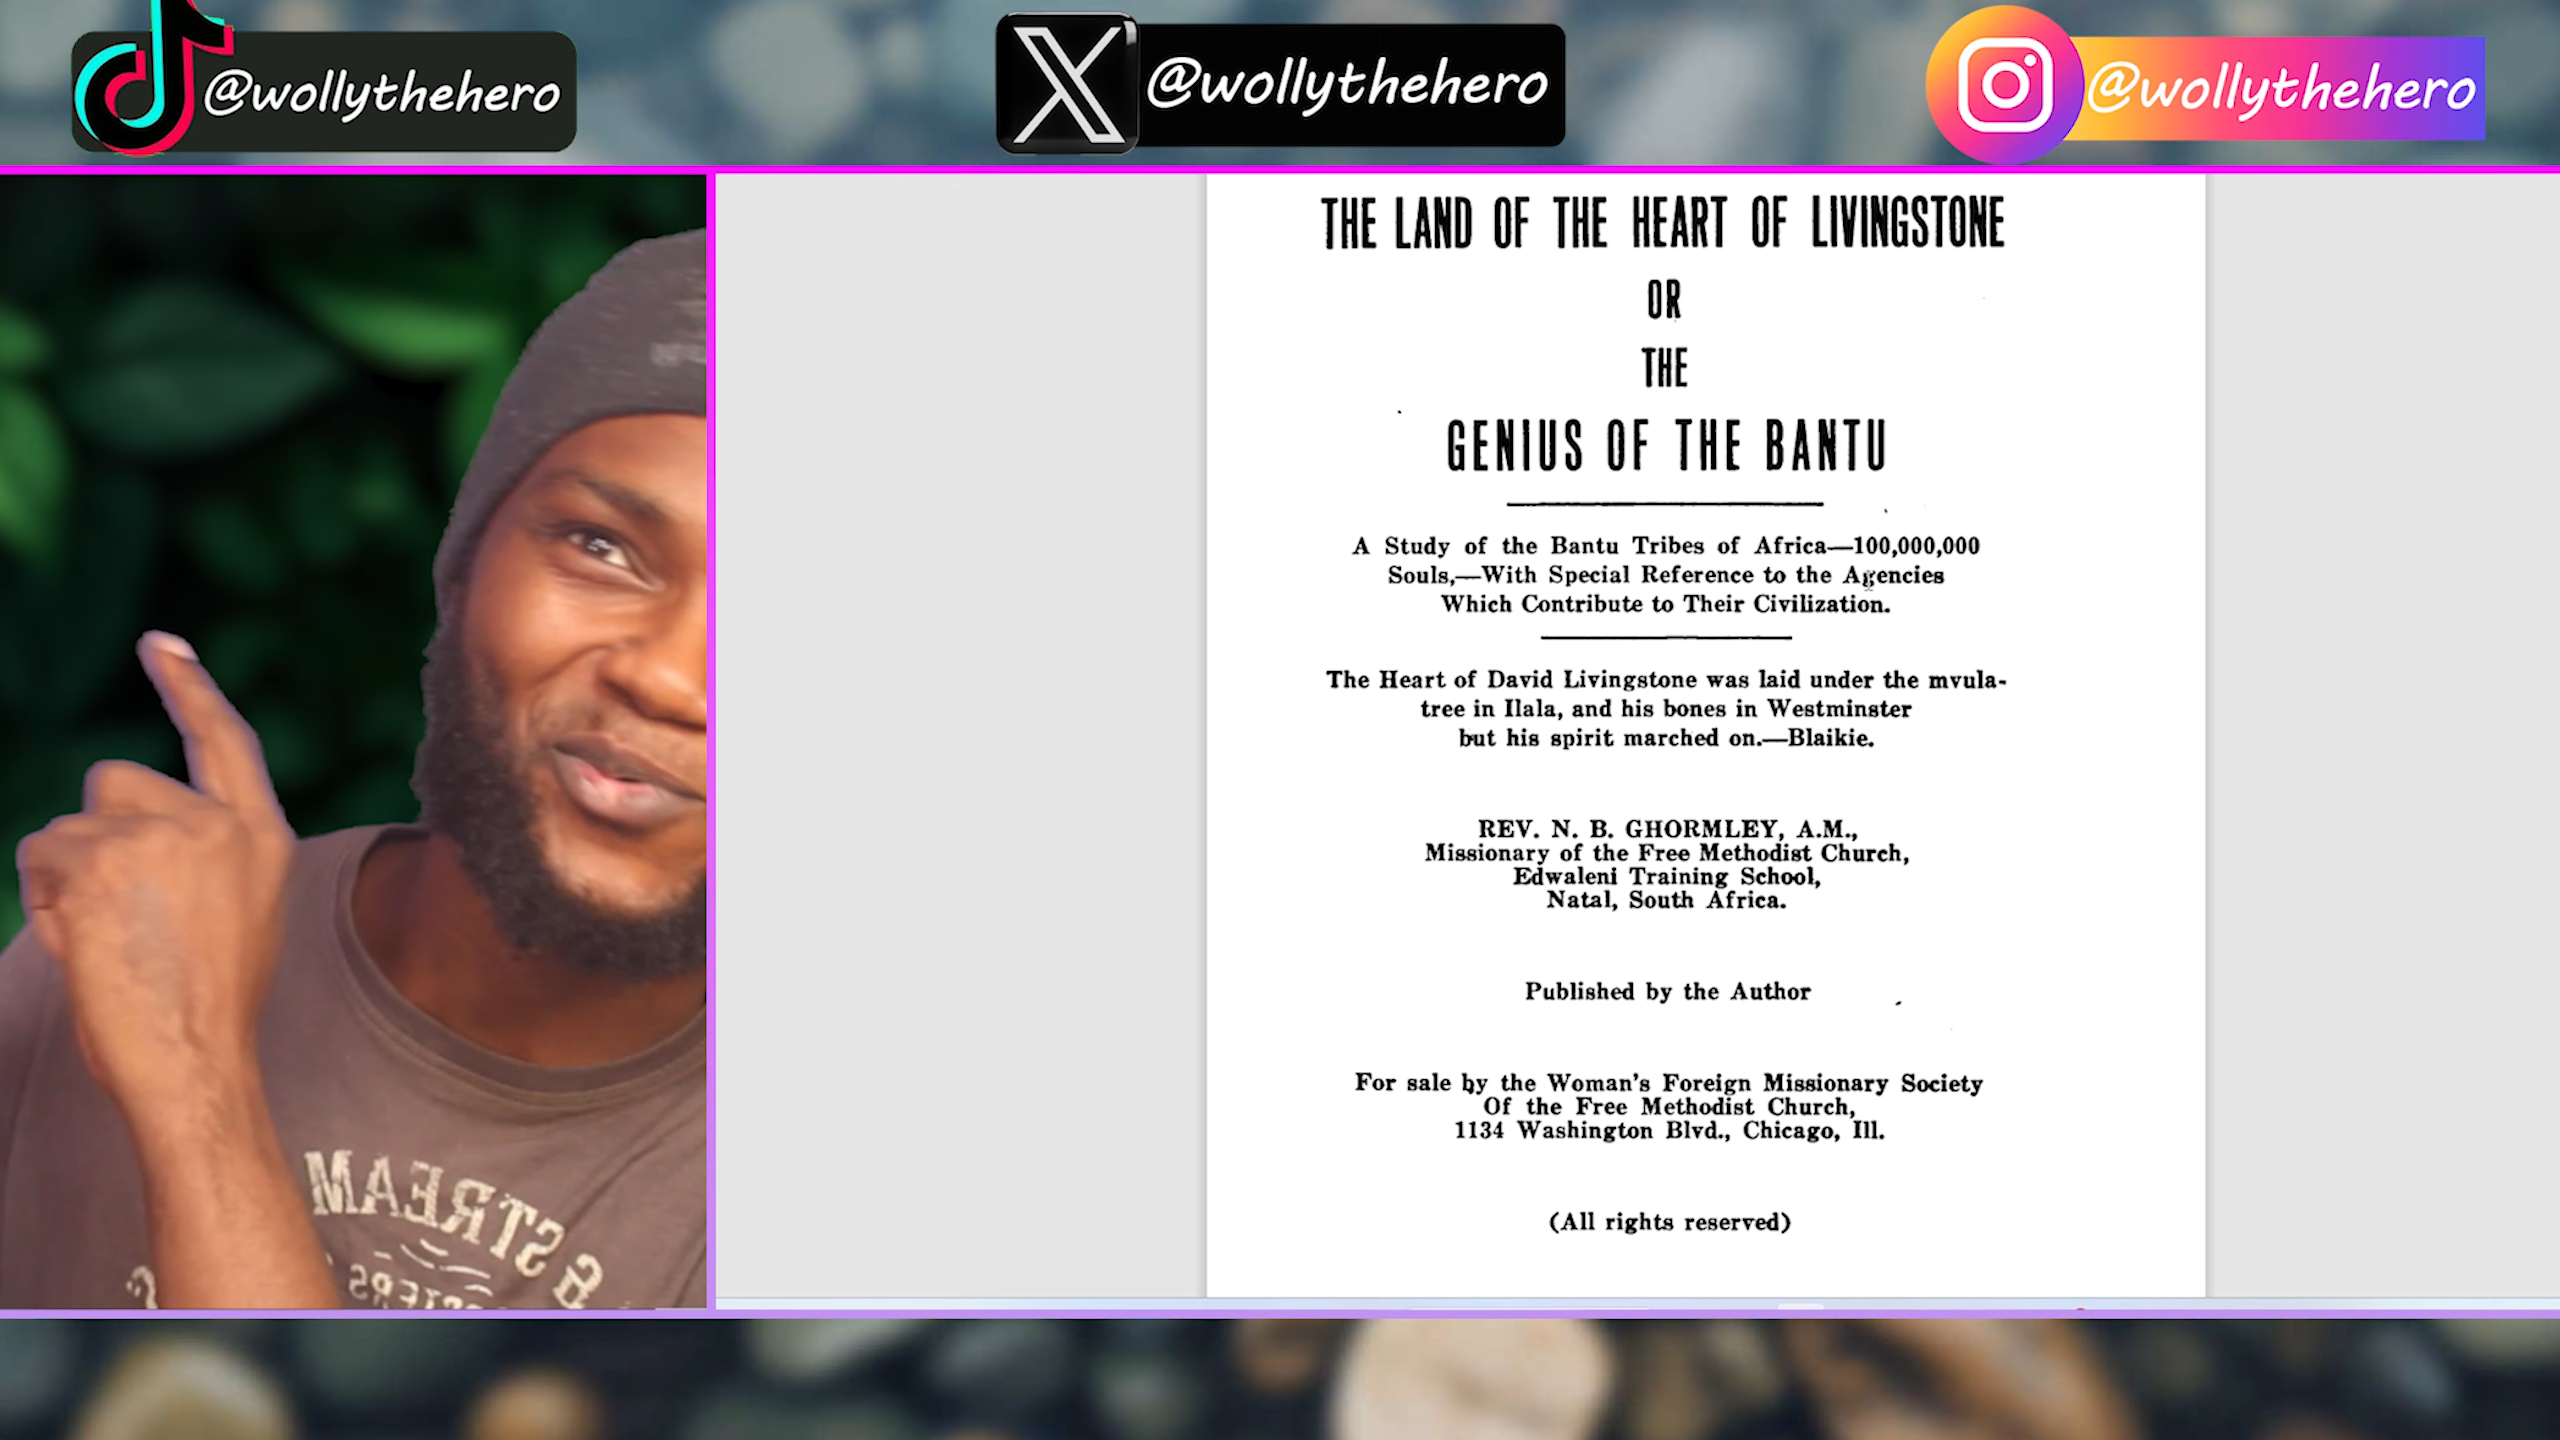 @wollythehero
@wollythehero
@wollythehero
THE LAND OF THE HEART OF LIVINGSTONE
OR
THE
GENIUS OF THE BANTU
A Study of the Bantu Tribes of Africa—100,000,000
Souls,—With Special Reference to the Agencies
Which Contribute to Their Civilization.
The Heart of David Livingstone was laid under the mvula-
tree in Ilala, and his bones in Westminster
but his spirit marched on.—Blaikie.
REV. N. B. GHORMLEY, A.M.,
Missionary of the Free Methodist Church,
Edwaleni Training School,
Natal, South Africa.
Published by the Author
For sale by the Woman's Foreign Missionary Society
Of the Free Methodist Church,
1134 Washington Blvd., Chicago, Ill.
(All rights reserved)
STREAM
&